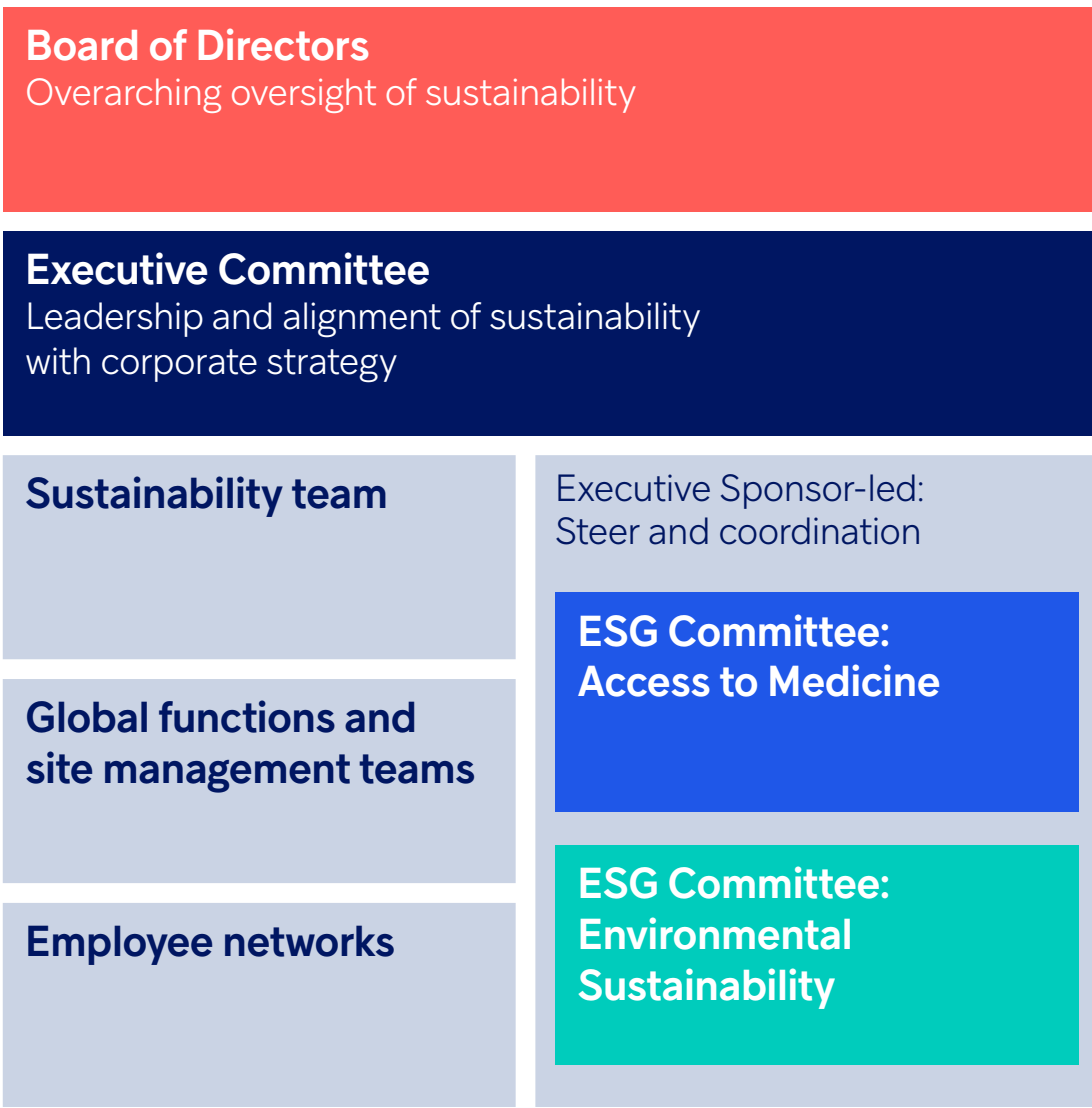 Board of Directors
Overarching oversight of sustainability
Executive Committee
Leadership and alignment of sustainability
with corporate strategy
Sustainability team
Global functions and
site management teams
Employee networks
Executive Sponsor-led:
Steer and coordination
ESG Committee:
Access to Medicine
ESG Committee:
Environmental
Sustainability